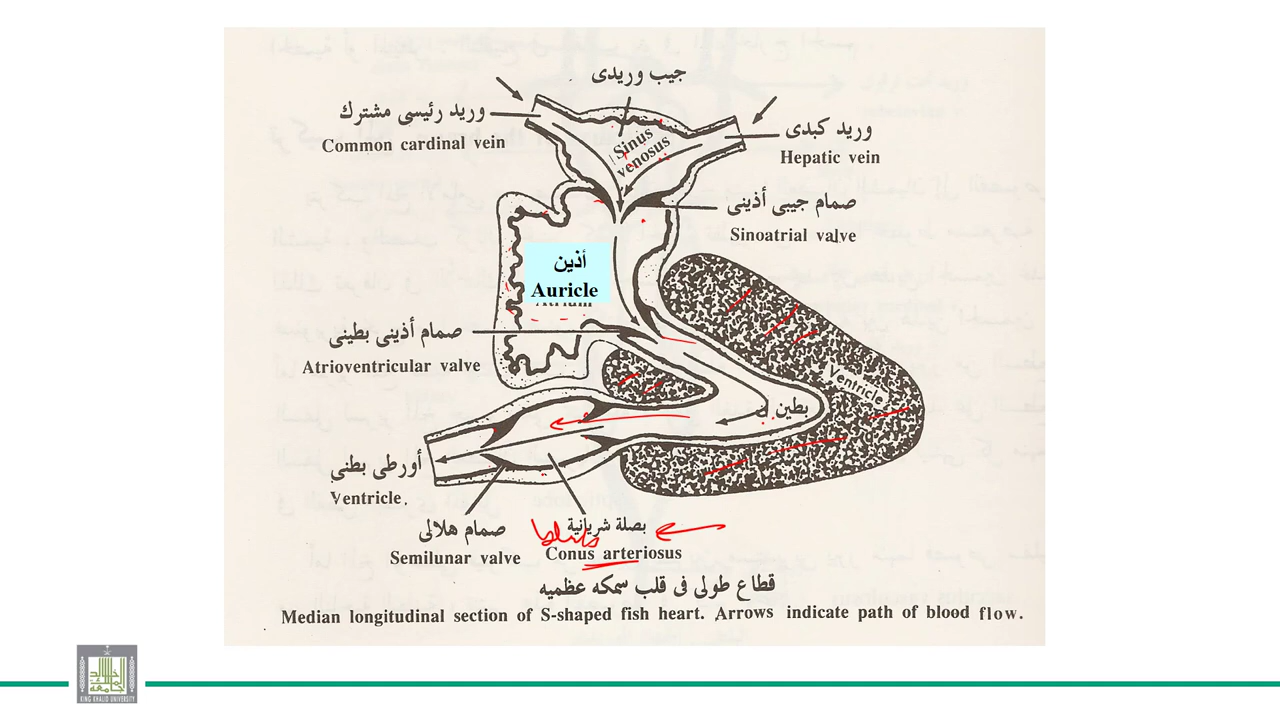 جيب وريدى
وريد رئيسى مشترك
Common cardinal vein
وريد كبدى
Hepatic vein
Sinus
venosus
صمام جيبى أذينى
Sinoatrial valve
أذين
Auricle
صمام أذينى بطينى
Atrioventricular valve
Ventricle
بطين
أورطى بطنى
Ventricle.
صمام هلالى
Semilunar valve
بصلة شريانية
Conus arteriosus
قطاع طولى فى قلب سمكه عظميه
Median longitudinal section of S-shaped fish heart. Arrows indicate path of blood flow.
KING KHALID UNIVERSITY